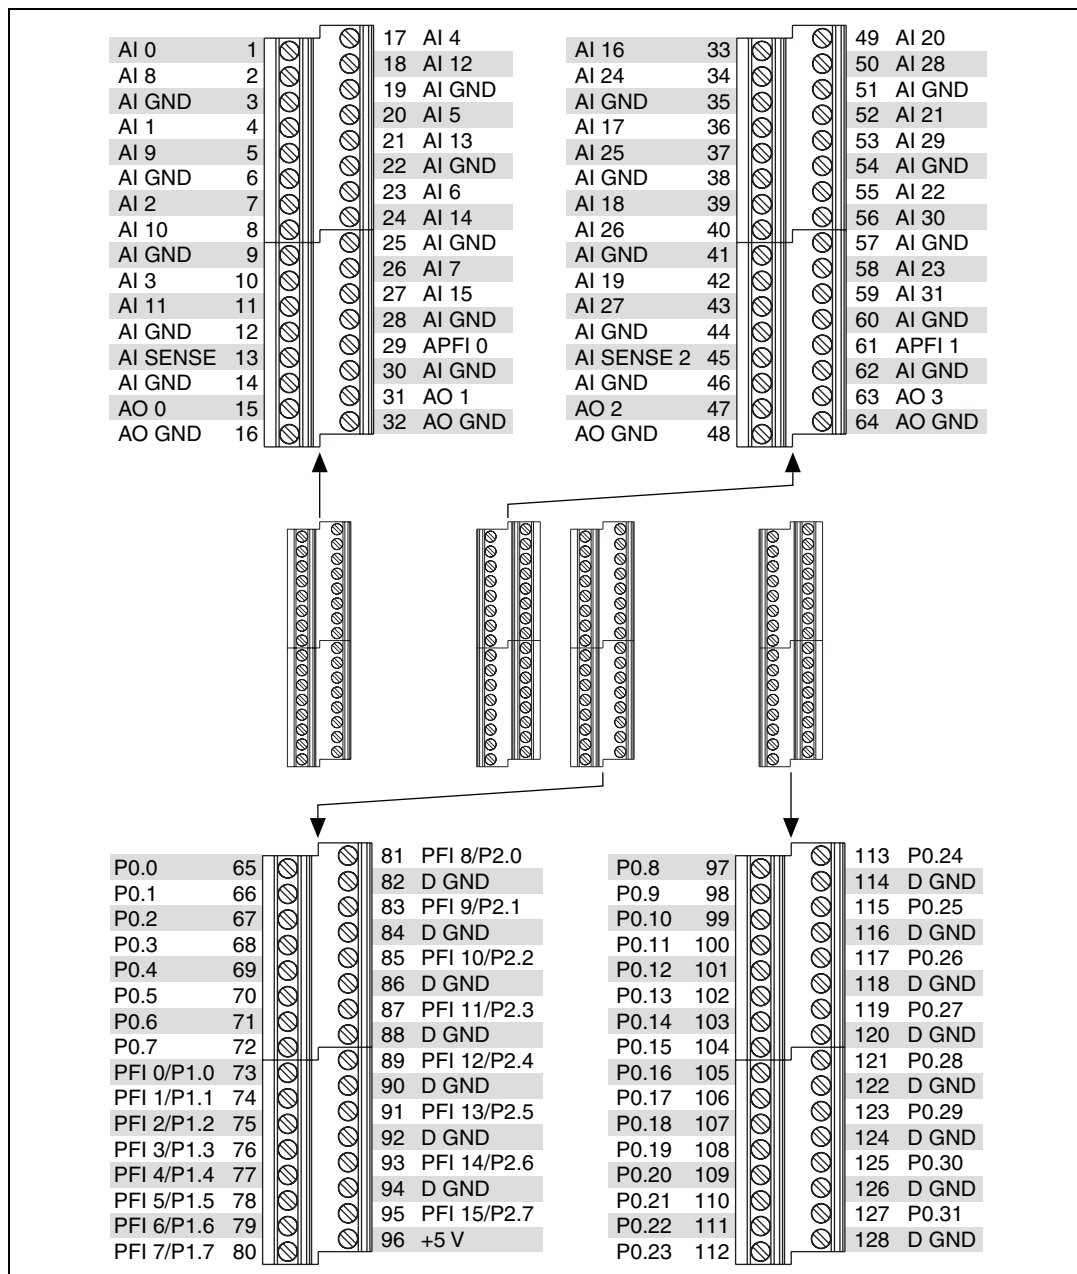 AI 0 1
AI 8 2
AI GND 3
AI 1 4
AI 9 5
AI GND 6
AI 2 7
AI 10 8
AI GND 9
AI 3 10
AI 11 11
AI GND 12
AI SENSE 13
AI GND 14
AO 0 15
AO GND 16
17 AI 4
18 AI 12
19 AI GND
20 AI 5
21 AI 13
22 AI GND
23 AI 6
24 AI 14
25 AI GND
26 AI 7
27 AI 15
28 AI GND
29 APFI 0
30 AI GND
31 AO 1
32 AO GND
AI 16 33
AI 24 34
AI GND 35
AI 17 36
AI 25 37
AI GND 38
AI 18 39
AI 26 40
AI GND 41
AI 19 42
AI 27 43
AI GND 44
AI SENSE 2 45
AI GND 46
AO 2 47
AO GND 48
49 AI 20
50 AI 28
51 AI GND
52 AI 21
53 AI 29
54 AI GND
55 AI 22
56 AI 30
57 AI GND
58 AI 23
59 AI 31
60 AI GND
61 APFI 1
62 AI GND
63 AO 3
64 AO GND
P0.0 65
P0.1 66
P0.2 67
P0.3 68
P0.4 69
P0.5 70
P0.6 71
P0.7 72
PFI 0/P1.0 73
PFI 1/P1.1 74
PFI 2/P1.2 75
PFI 3/P1.3 76
PFI 4/P1.4 77
PFI 5/P1.5 78
PFI 6/P1.6 79
PFI 7/P1.7 80
81 PFI 8/P2.0
82 D GND
83 PFI 9/P2.1
84 D GND
85 PFI 10/P2.2
86 D GND
87 PFI 11/P2.3
88 D GND
89 PFI 12/P2.4
90 D GND
91 PFI 13/P2.5
92 D GND
93 PFI 14/P2.6
94 D GND
95 PFI 15/P2.7
96 +5 V
P0.8 97
P0.9 98
P0.10 99
P0.11 100
P0.12 101
P0.13 102
P0.14 103
P0.15 104
P0.16 105
P0.17 106
P0.18 107
P0.19 108
P0.20 109
P0.21 110
P0.22 111
P0.23 112
113 P0.24
114 D GND
115 P0.25
116 D GND
117 P0.26
118 D GND
119 P0.27
120 D GND
121 P0.28
122 D GND
123 P0.29
124 D GND
125 P0.30
126 D GND
127 P0.31
128 D GND